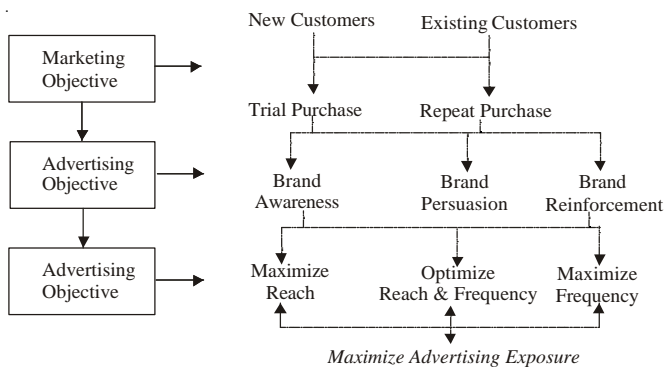 New Customers
Existing Customers
Marketing
Objective
Trial Purchase
Repeat Purchase
Advertising
Objective
Brand
Awareness
Brand
Persuasion
Brand
Reinforcement
Advertising
Objective
Maximize
Reach
Optimize
Reach & Frequency
Maximize
Frequency
Maximize Advertising Exposure